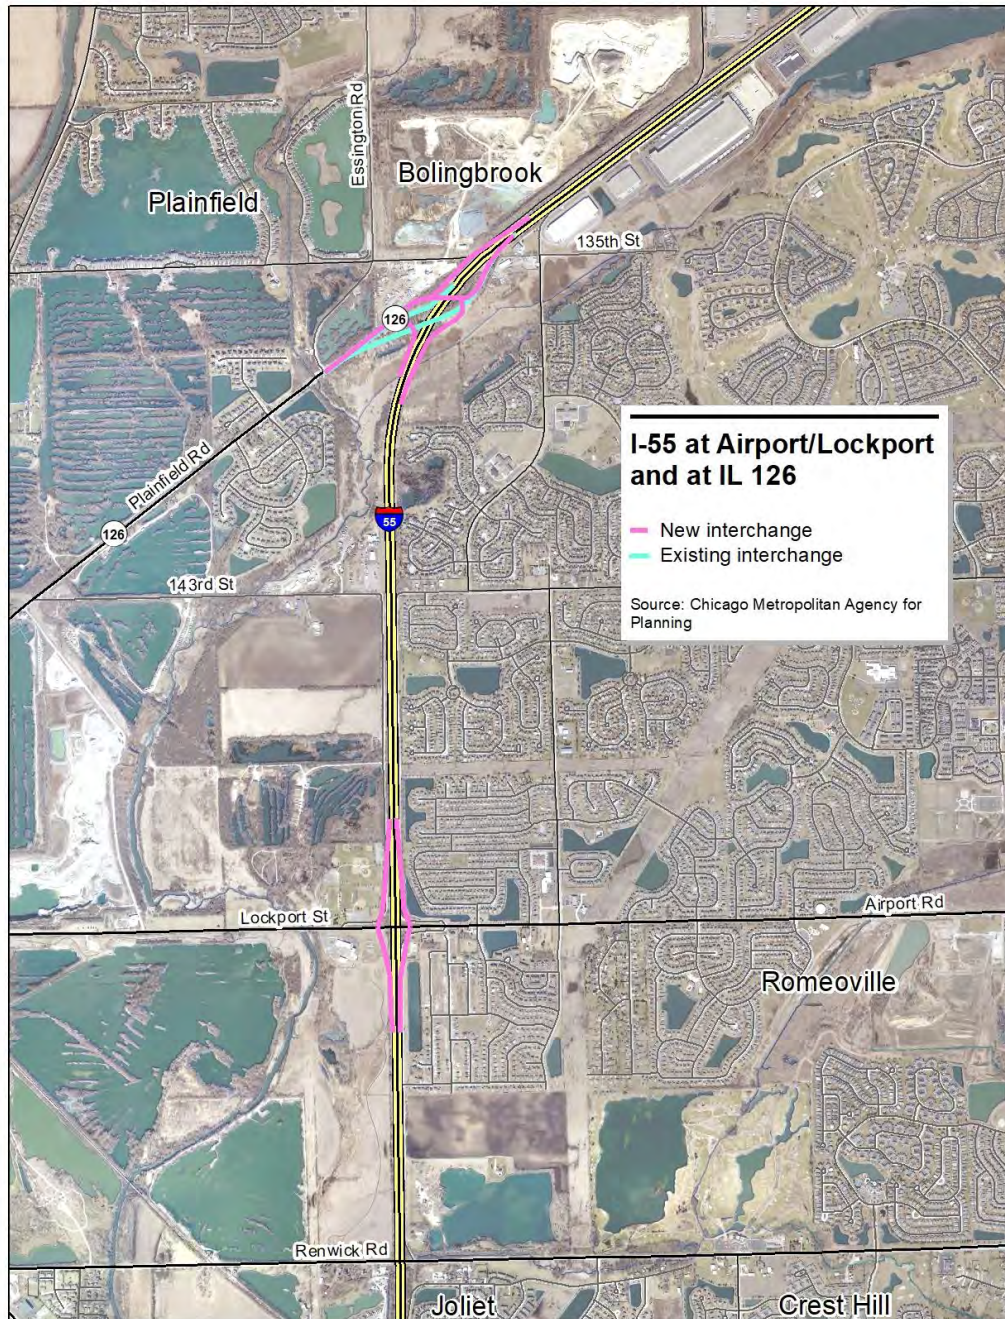 Essington Rd
Bolingbrook
Plainfield
135th St
126
I-55 at Airport/Lockport
and at IL 126
New interchange
Existing interchange
Source: Chicago Metropolitan Agency for
Planning
Plainfield Rd
126
55
143rd St
Lockport St
Airport Rd
Romeoville
Renwick Rd
Joliet
Crest Hill